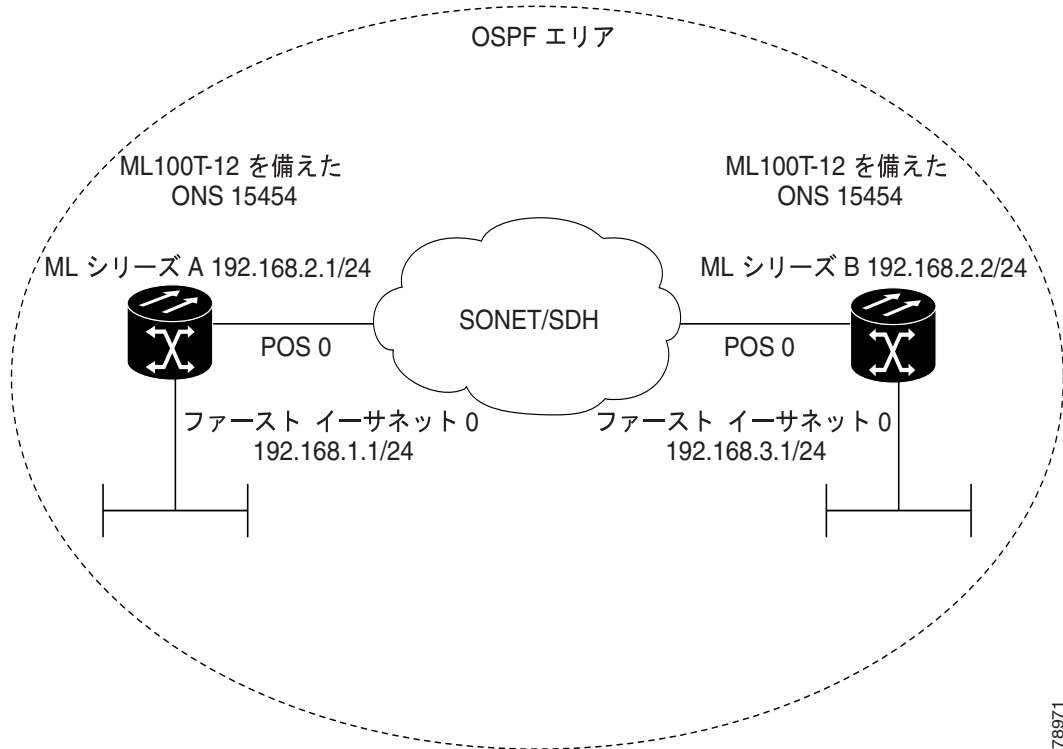 OSPF エリア
ML100T-12 を備えた
ONS 15454
ML100T-12 を備えた
ONS 15454
ML シリーズ A 192.168.2.1/24
ML シリーズ B 192.168.2.2/24
SONET/SDH
POS 0
POS 0
ファースト イーサネット 0
192.168.1.1/24
ファースト イーサネット 0
192.168.3.1/24
78971